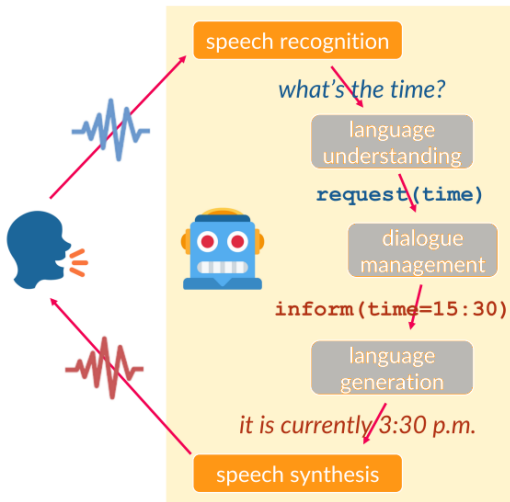 speech recognition
what's the time?
language
understanding
request(time)
dialogue
management
inform(time=15:30)
language
generation
it is currently 3:30 p.m.
speech synthesis